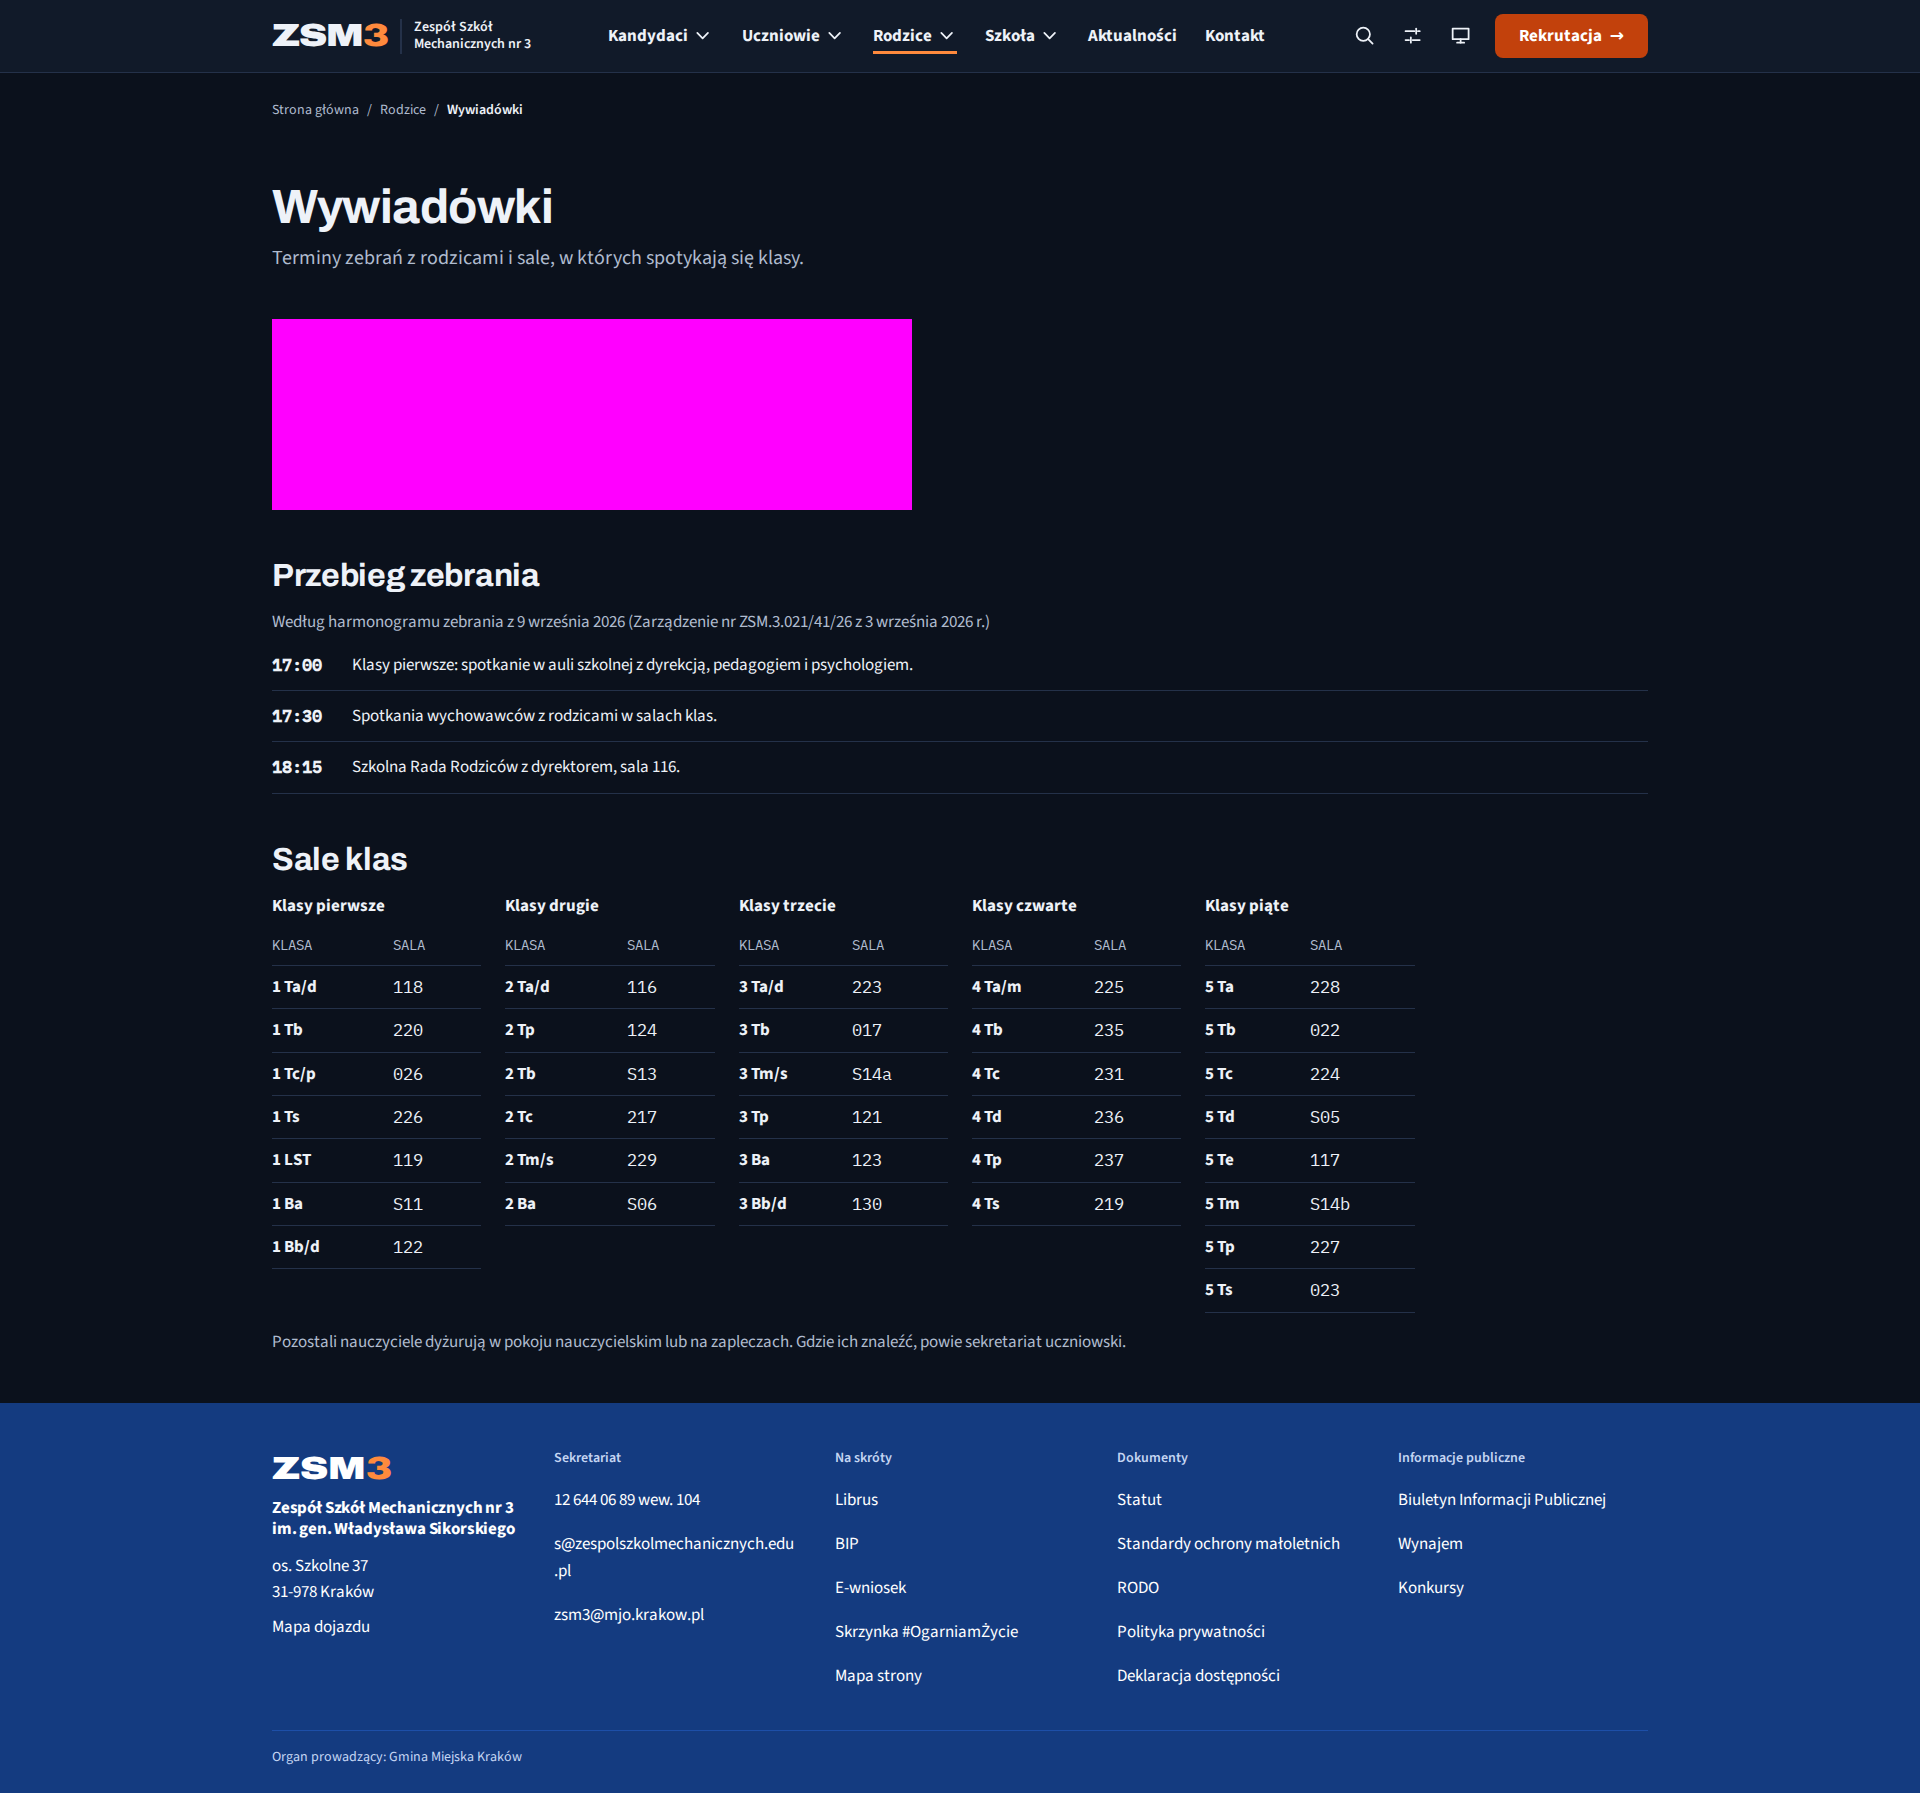 ZSM3
Zespół Szkół
Mechanicznych nr 3
Kandydaci
Uczniowie
Rodzice
Szkoła
Aktualności
Kontakt
Rekrutacja →
Strona główna / Rodzice / Wywiadówki
Wywiadówki
Terminy zebrań z rodzicami i sale, w których spotykają się klasy.
Przebieg zebrania
Według harmonogramu zebrania z 9 września 2026 (Zarządzenie nr ZSM.3.021/41/26 z 3 września 2026 r.)
17:00 Klasy pierwsze: spotkanie w auli szkolnej z dyrekcją, pedagogiem i psychologiem.
17:30 Spotkania wychowawców z rodzicami w salach klas.
18:15 Szkolna Rada Rodziców z dyrektorem, sala 116.
Sale klas
Klasy pierwsze
KLASA SALA
1 Ta/d 118
1 Tb 220
1 Tc/p 026
1 Ts 226
1 LST 119
1 Ba S11
1 Bb/d 122
Klasy drugie
KLASA SALA
2 Ta/d 116
2 Tp 124
2 Tb S13
2 Tc 217
2 Tm/s 229
2 Ba S06
Klasy trzecie
KLASA SALA
3 Ta/d 223
3 Tb 017
3 Tm/s S14a
3 Tp 121
3 Ba 123
3 Bb/d 130
Klasy czwarte
KLASA SALA
4 Ta/m 225
4 Tb 235
4 Tc 231
4 Td 236
4 Tp 237
4 Ts 219
Klasy piąte
KLASA SALA
5 Ta 228
5 Tb 022
5 Tc 224
5 Td S05
5 Te 117
5 Tm S14b
5 Tp 227
5 Ts 023
Pozostali nauczyciele dyżurują w pokoju nauczycielskim lub na zapleczach. Gdzie ich znaleźć, powie sekretariat uczniowski.
ZSM3
Zespół Szkół Mechanicznych nr 3
im. gen. Władysława Sikorskiego
os. Szkolne 37
31-978 Kraków
Mapa dojazdu
Sekretariat
12 644 06 89 wew. 104
s@zespolszkolmechanicznych.edu
.pl
zsm3@mjo.krakow.pl
Na skróty
Librus
BIP
E-wniosek
Skrzynka #OgarniamŻycie
Mapa strony
Dokumenty
Statut
Standardy ochrony małoletnich
RODO
Polityka prywatności
Deklaracja dostępności
Informacje publiczne
Biuletyn Informacji Publicznej
Wynajem
Konkursy
Organ prowadzący: Gmina Miejska Kraków